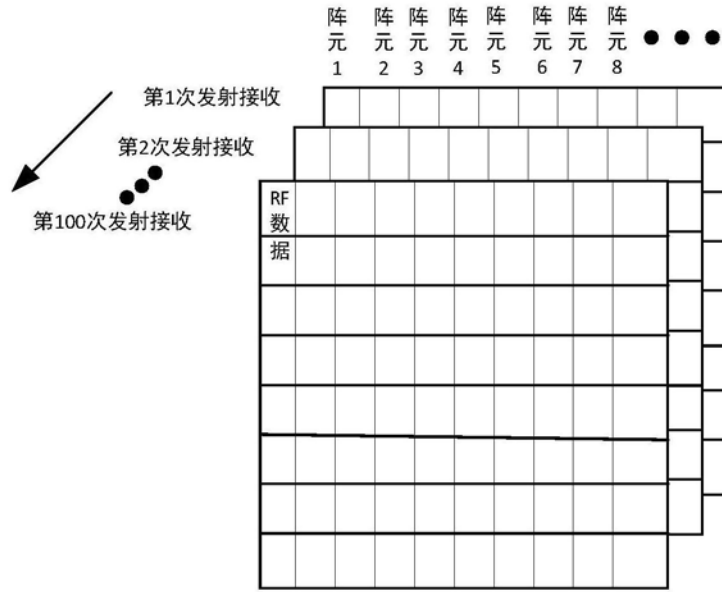 阵元1 阵元2 阵元3 阵元4 阵元5 阵元6 阵元7 阵元8 ● ● ●
第1次发射接收
第2次发射接收
第100次发射接收
RF数据